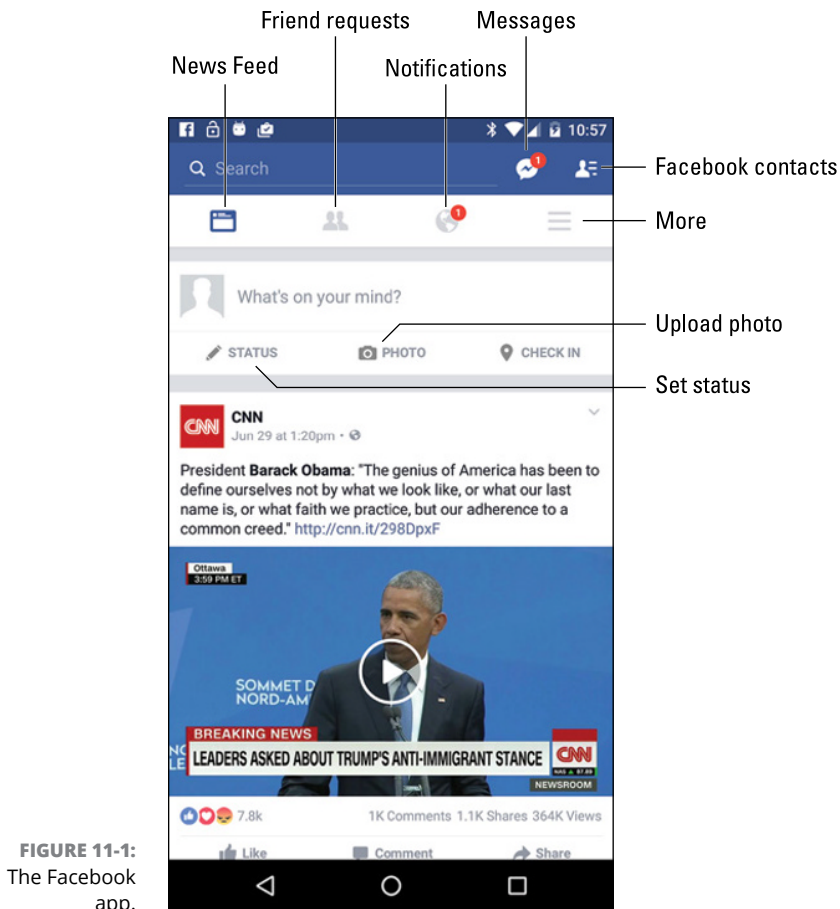 Friend requests
Messages
News Feed
Notifications
10:57
Search
1
Facebook contacts
1
More
What's on your mind?
Upload photo
STATUS
PHOTO
CHECK IN
Set status
CNN
CNN
Jun 29 at 1:20pm
President Barack Obama: "The genius of America has been to
define ourselves not by what we look like, or what our last
name is, or what faith we practice, but our adherence to a
common creed." http://cnn.it/298DpxF
Ottawa
3:59 PM ET
SOMMET D
NORD-AM
BREAKING NEWS
LEADERS ASKED ABOUT TRUMP'S ANTI-IMMIGRANT STANCE
CNN
NEWSROOM
7.8k
1K Comments 1.1K Shares 364K Views
Like
Comment
Share
FIGURE 11-1:
The Facebook
app.